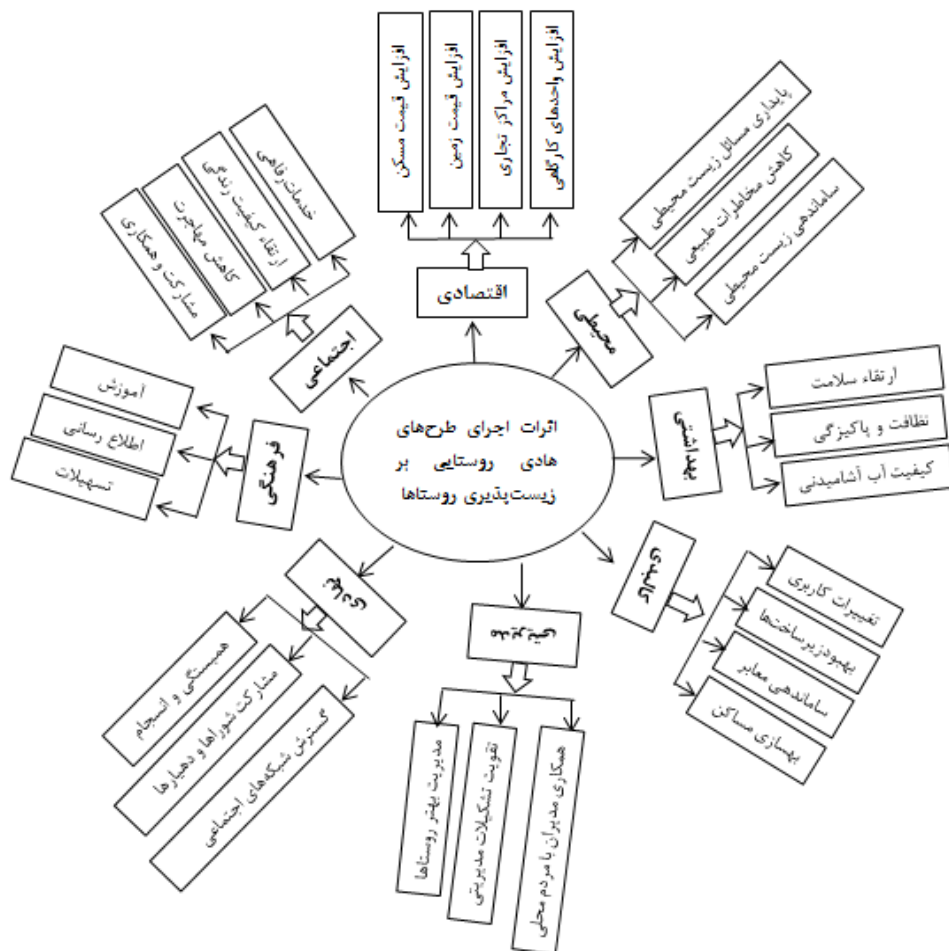 اثرات اجرای طرح‌های
هادی روستایی بر
زیست‌پذیری روستاها
اقتصادی
افزایش واحدهای کارگاهی
افزایش مراکز تجاری
افزایش قیمت زمین
افزایش قیمت مسکن
محیطی
پایداری مسائل زیست محیطی
کاهش مخاطرات طبیعی
ساماندهی زیست محیطی
بهداشتی
ارتقاء سلامت
نظافت و پاکیزگی
کیفیت آب آشامیدنی
کالبدی
تغییرات کاربری
بهبودزیرساخت‌ها
ساماندهی معابر
بهسازی مساکن
مدیریتی
همکاری مدیران با مردم محلی
تقویت تشکیلات مدیریتی
مدیریت بهتر روستاها
نهادی
گسترش شبکه‌های اجتماعی
مشارکت شوراها و دهیارها
همبستگی و انسجام
فرهنگی
آموزش
اطلاع رسانی
تسهیلات
اجتماعی
خدمات رفاهی
ارتقاء کیفیت زندگی
کاهش مهاجرت
مشارکت و همکاری